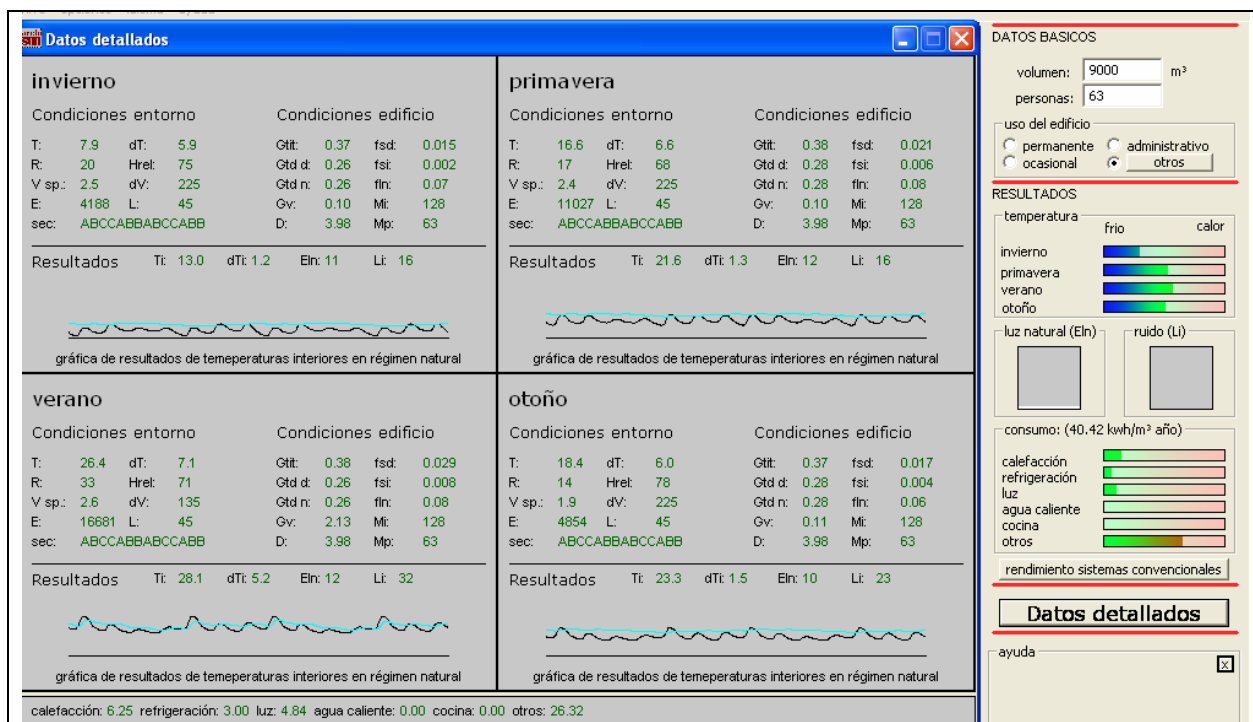 Datos detallados
invierno
Condiciones entorno Condiciones edificio
T: 7.9 dT: 5.9 Gtit: 0.37 fsd: 0.015
R: 20 Hrel: 75 Gtd d: 0.26 fsi: 0.002
V sp.: 2.5 dV: 225 Gtd n: 0.26 fln: 0.07
E: 4188 L: 45 Gv: 0.10 Mi: 128
sec: ABCCABBABCCABB D: 3.98 Mp: 63
Resultados Ti: 13.0 dTi: 1.2 Eln: 11 Li: 16
gráfica de resultados de temeperaturas interiores en régimen natural
primavera
Condiciones entorno Condiciones edificio
T: 16.6 dT: 6.6 Gtit: 0.38 fsd: 0.021
R: 17 Hrel: 68 Gtd d: 0.28 fsi: 0.006
V sp.: 2.4 dV: 225 Gtd n: 0.28 fln: 0.08
E: 11027 L: 45 Gv: 0.10 Mi: 128
sec: ABCCABBABCCABB D: 3.98 Mp: 63
Resultados Ti: 21.6 dTi: 1.3 Eln: 12 Li: 16
gráfica de resultados de temeperaturas interiores en régimen natural
verano
Condiciones entorno Condiciones edificio
T: 26.4 dT: 7.1 Gtit: 0.38 fsd: 0.029
R: 33 Hrel: 71 Gtd d: 0.26 fsi: 0.008
V sp.: 2.6 dV: 135 Gtd n: 0.26 fln: 0.08
E: 16681 L: 45 Gv: 2.13 Mi: 128
sec: ABCCABBABCCABB D: 3.98 Mp: 63
Resultados Ti: 28.1 dTi: 5.2 Eln: 12 Li: 32
gráfica de resultados de temeperaturas interiores en régimen natural
otoño
Condiciones entorno Condiciones edificio
T: 18.4 dT: 6.0 Gtit: 0.37 fsd: 0.017
R: 14 Hrel: 78 Gtd d: 0.28 fsi: 0.004
V sp.: 1.9 dV: 225 Gtd n: 0.28 fln: 0.06
E: 4854 L: 45 Gv: 0.11 Mi: 128
sec: ABCCABBABCCABB D: 3.98 Mp: 63
Resultados Ti: 23.3 dTi: 1.5 Eln: 10 Li: 23
gráfica de resultados de temeperaturas interiores en régimen natural
calefacción: 6.25 refrigeración: 3.00 luz: 4.84 agua caliente: 0.00 cocina: 0.00 otros: 26.32
DATOS BASICOS
volumen: 9000 m³
personas: 63
uso del edificio
permanente administrativo
ocasional otros
RESULTADOS
temperatura
frio calor
invierno
primavera
verano
otoño
luz natural (Eln) ruido (Li)
consumo: (40.42 kwh/m³ año)
calefacción
refrigeración
luz
agua caliente
cocina
otros
rendimiento sistemas convencionales
Datos detallados
ayuda
x